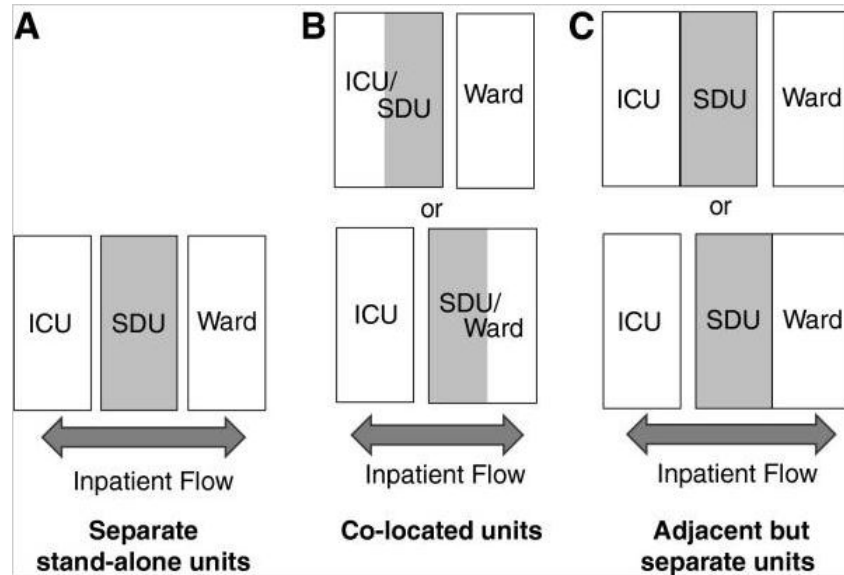 A
ICU
SDU
Ward
Inpatient Flow
Separate
stand-alone units
B
ICU/
SDU
Ward
or
ICU
SDU/
Ward
Inpatient Flow
Co-located units
C
ICU
SDU
Ward
or
ICU
SDU
Ward
Inpatient Flow
Adjacent but
separate units